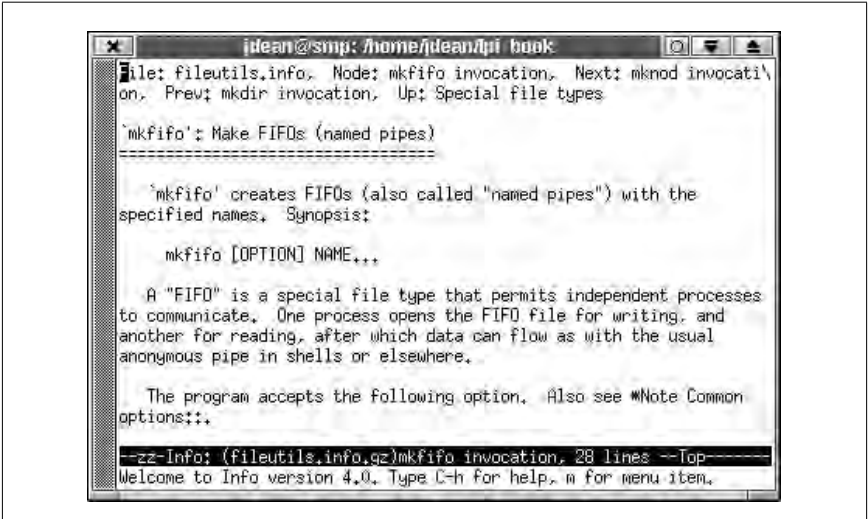 jdean@smp: /home/jdean/lpi_book
File: fileutils.info,  Node: mkfifo invocation,  Next: mknod invocati\
on,  Prev: mkdir invocation,  Up: Special file types
`mkfifo': Make FIFOs (named pipes)
==================================
`mkfifo' creates FIFOs (also called "named pipes") with the
specified names.  Synopsis:
mkfifo [OPTION] NAME...
A "FIFO" is a special file type that permits independent processes
to communicate.  One process opens the FIFO file for writing, and
another for reading, after which data can flow as with the usual
anonymous pipe in shells or elsewhere.
The program accepts the following option.  Also see *Note Common
options::.
--zz-Info: (fileutils.info.gz)mkfifo invocation, 28 lines --Top-------
Welcome to Info version 4.0. Type C-h for help, m for menu item.